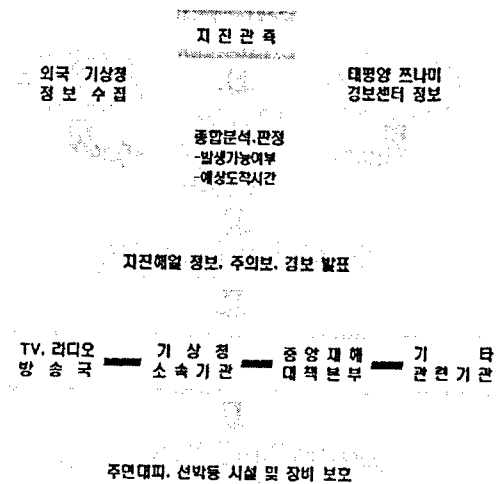 지진관측
외국 기상청
정보수집
태평양 쯔나미
경보센터 정보
종합분석.판정
-발생가능여부
-예상도착시간
지진해일 정보, 주의보, 경보 발표
TV, 라디오
방송국
기상청
소속기관
중앙재해
대책본부
기타
관련기관
주면대피, 선박등 시설 및 장비 보호